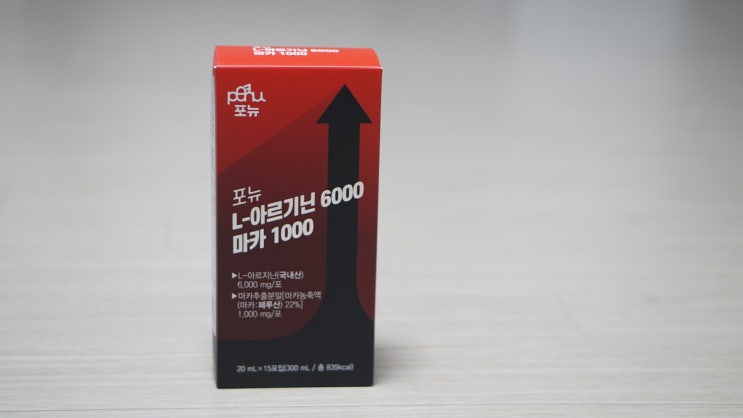 L-아르기닌 6000
마카 1000
ponu
포뉴
포뉴
L-아르기닌 6000
마카 1000
▶L-아르지닌(국내산)
6,000 mg/포
▶마카추출분말[마카농축액
(마카:페루산) 22%]
1,000 mg/포
20 mL×15포입(300 mL / 총 835kcal)